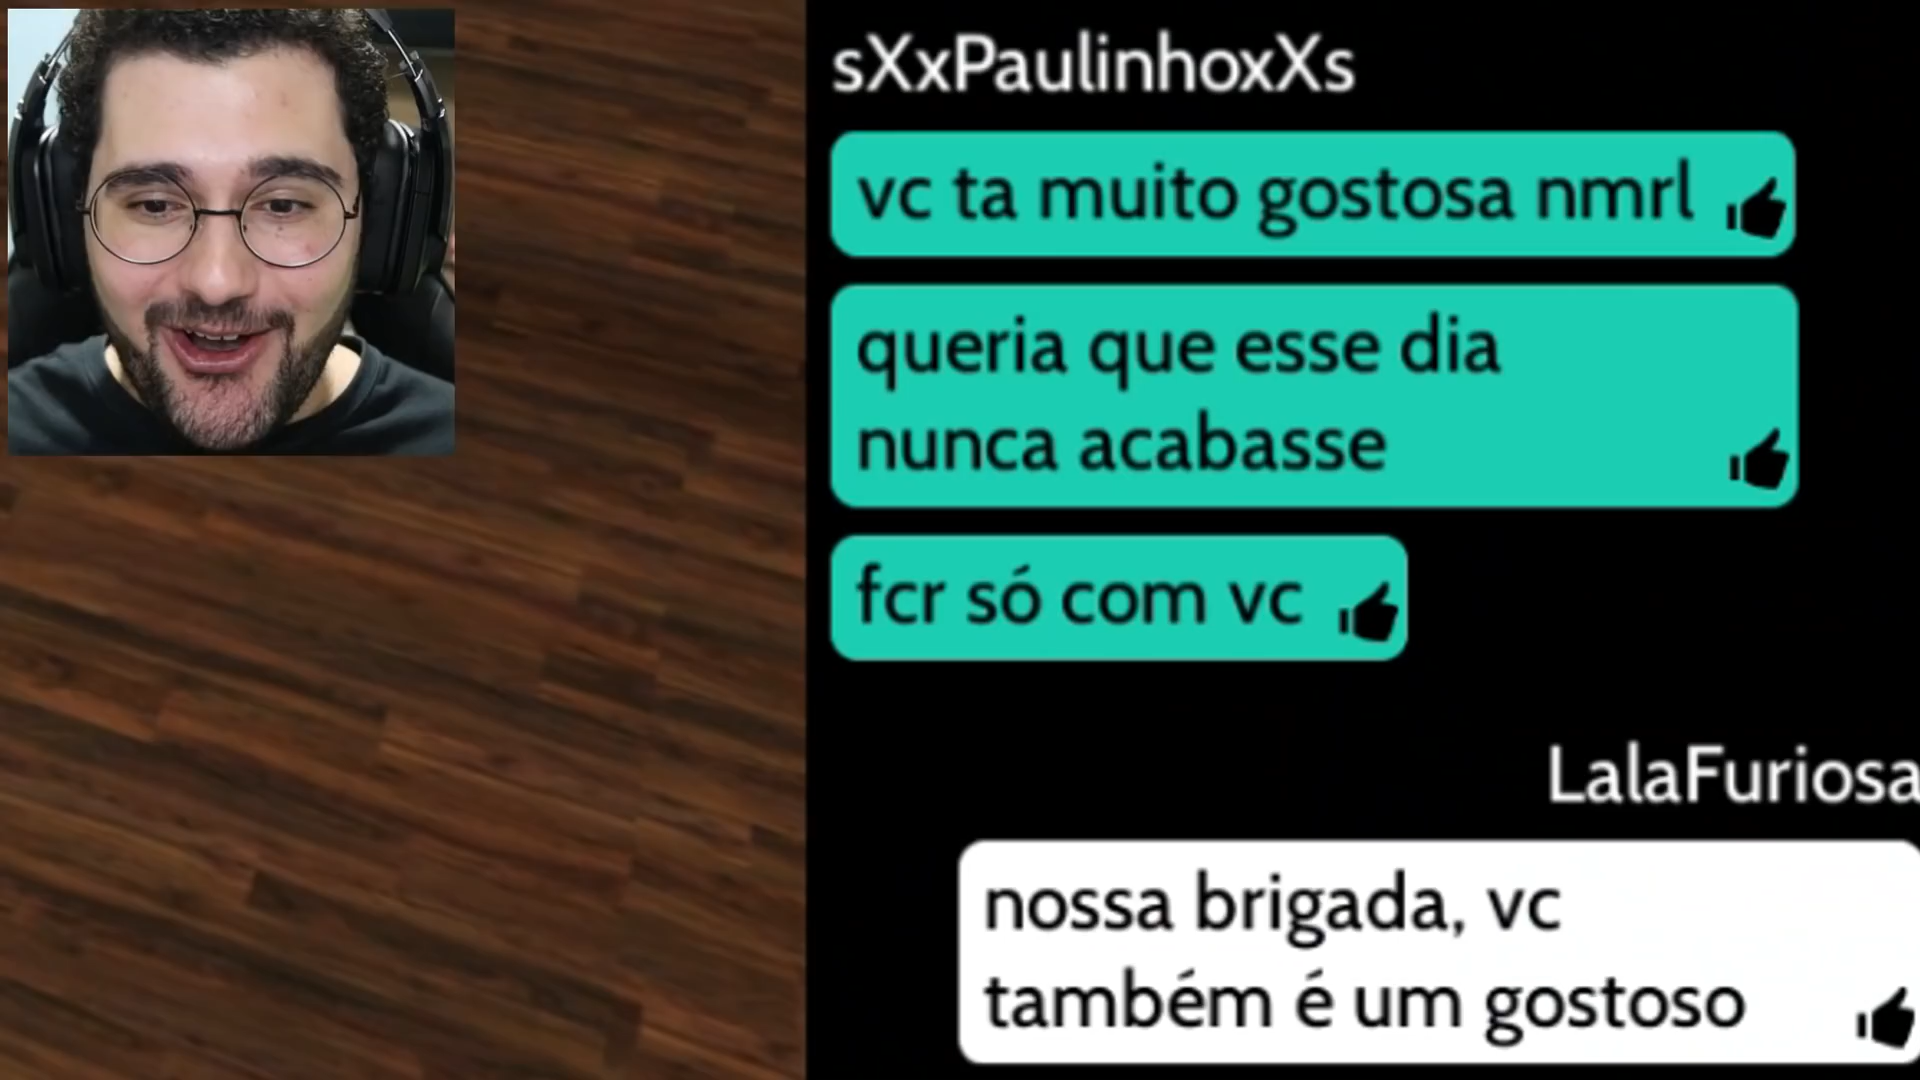 sXxPaulinhoxXs
vc ta muito gostosa nmrl
queria que esse dia
nunca acabasse
fcr só com vc
LalaFuriosa
nossa brigada, vc
também é um gostoso